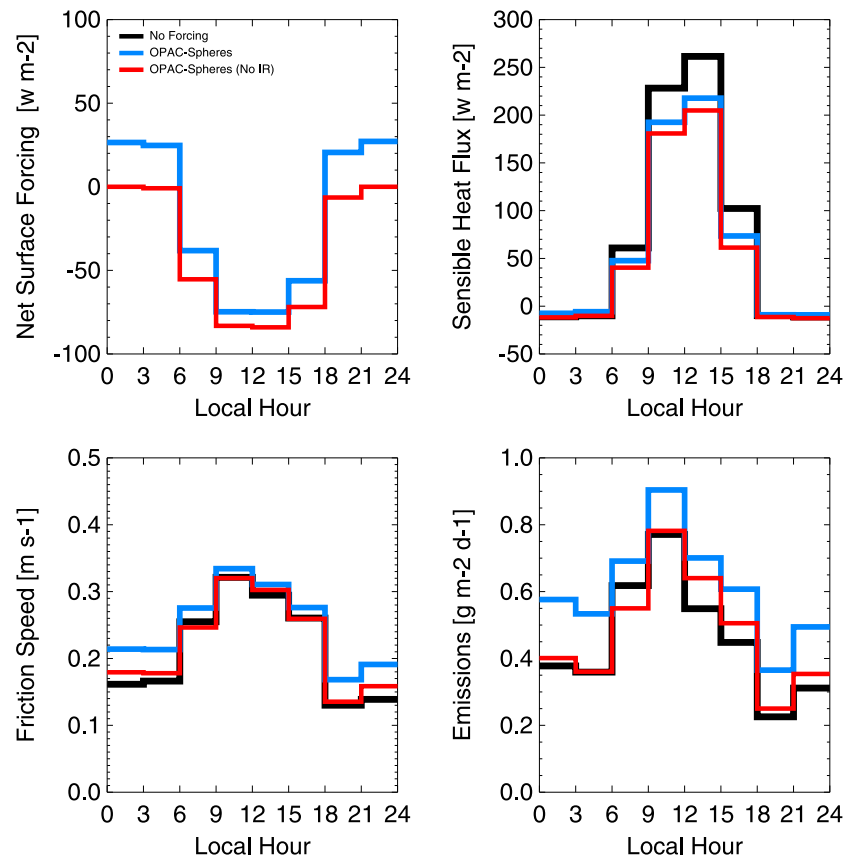 Net Surface Forcing [w m-2]
100
50
0
-50
-100
No Forcing
OPAC-Spheres
OPAC-Spheres (No IR)
0 3 6 9 12 15 18 21 24
Local Hour
Sensible Heat Flux [w m-2]
300
250
200
150
100
50
0
-50
0 3 6 9 12 15 18 21 24
Local Hour
Friction Speed [m s-1]
0.5
0.4
0.3
0.2
0.1
0.0
0 3 6 9 12 15 18 21 24
Local Hour
Emissions [g m-2 d-1]
1.0
0.8
0.6
0.4
0.2
0.0
0 3 6 9 12 15 18 21 24
Local Hour